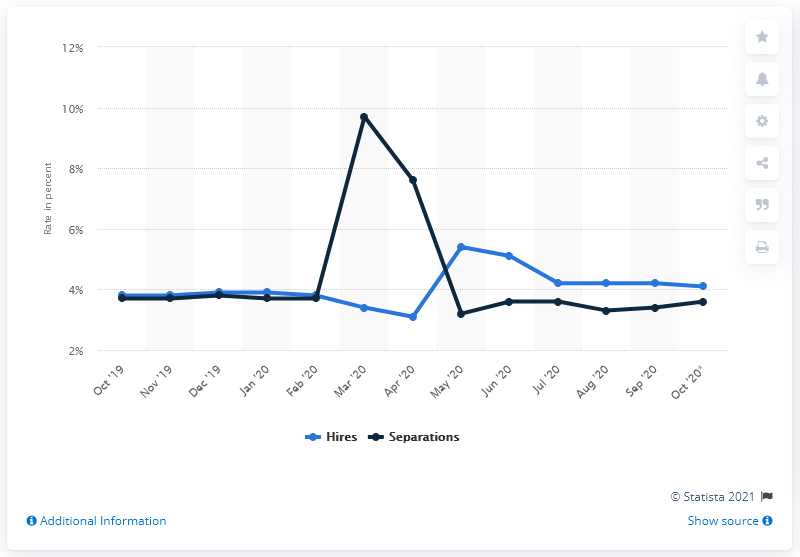 12%
10%
8%
6%
4%
2%
Rate in percent
Oct '19
Nov '19
Dec '19
Jan '20
Feb '20
Mar '20
Apr '20
May '20
Jun '20
Jul '20
Aug '20
Sep '20
Oct '20*
Hires
Separations
© Statista 2021
Additional Information
Show source